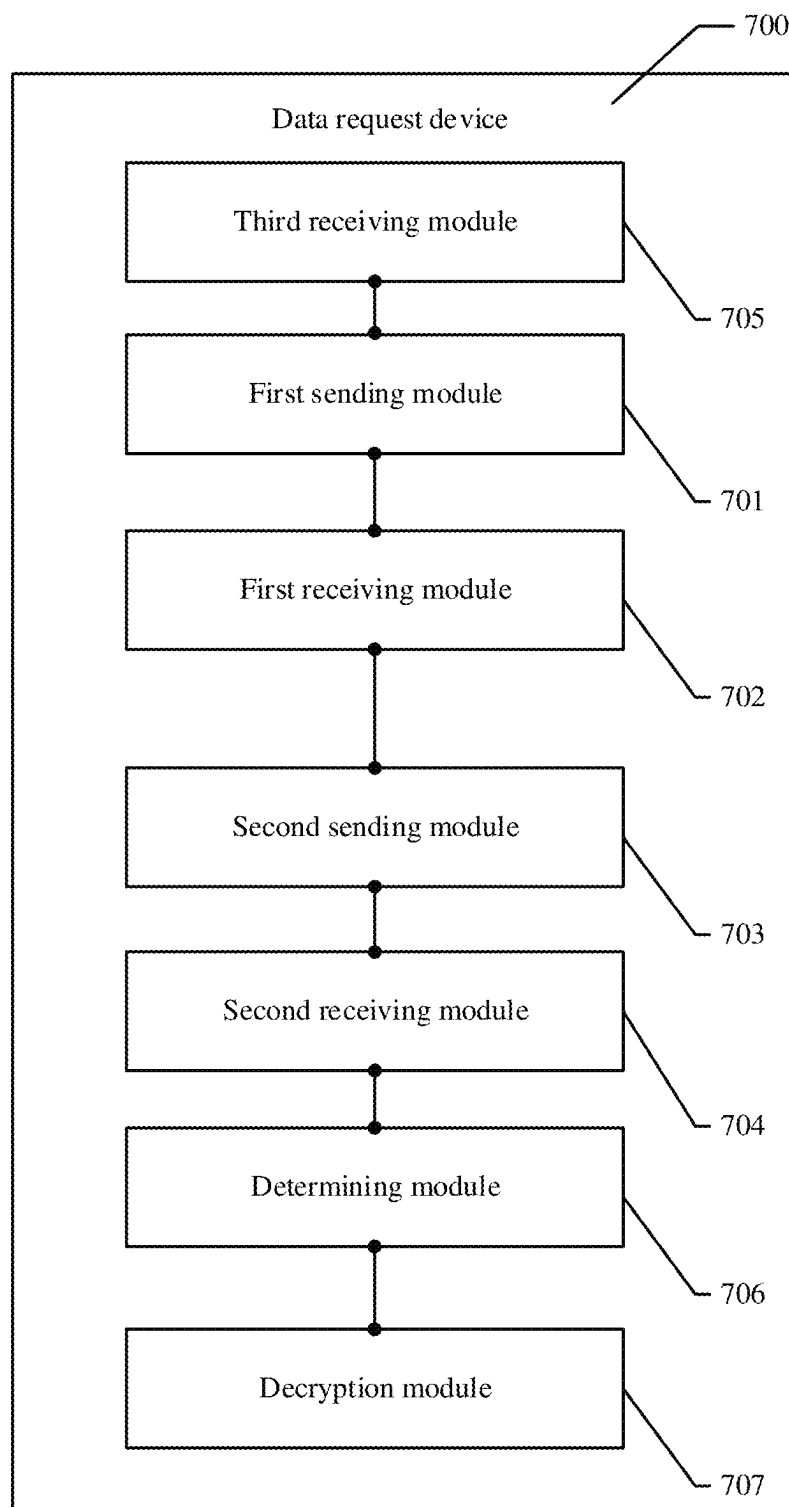 700
Data request device
Third receiving module
705
First sending module
701
First receiving module
702
Second sending module
703
Second receiving module
704
Determining module
706
Decryption module
707